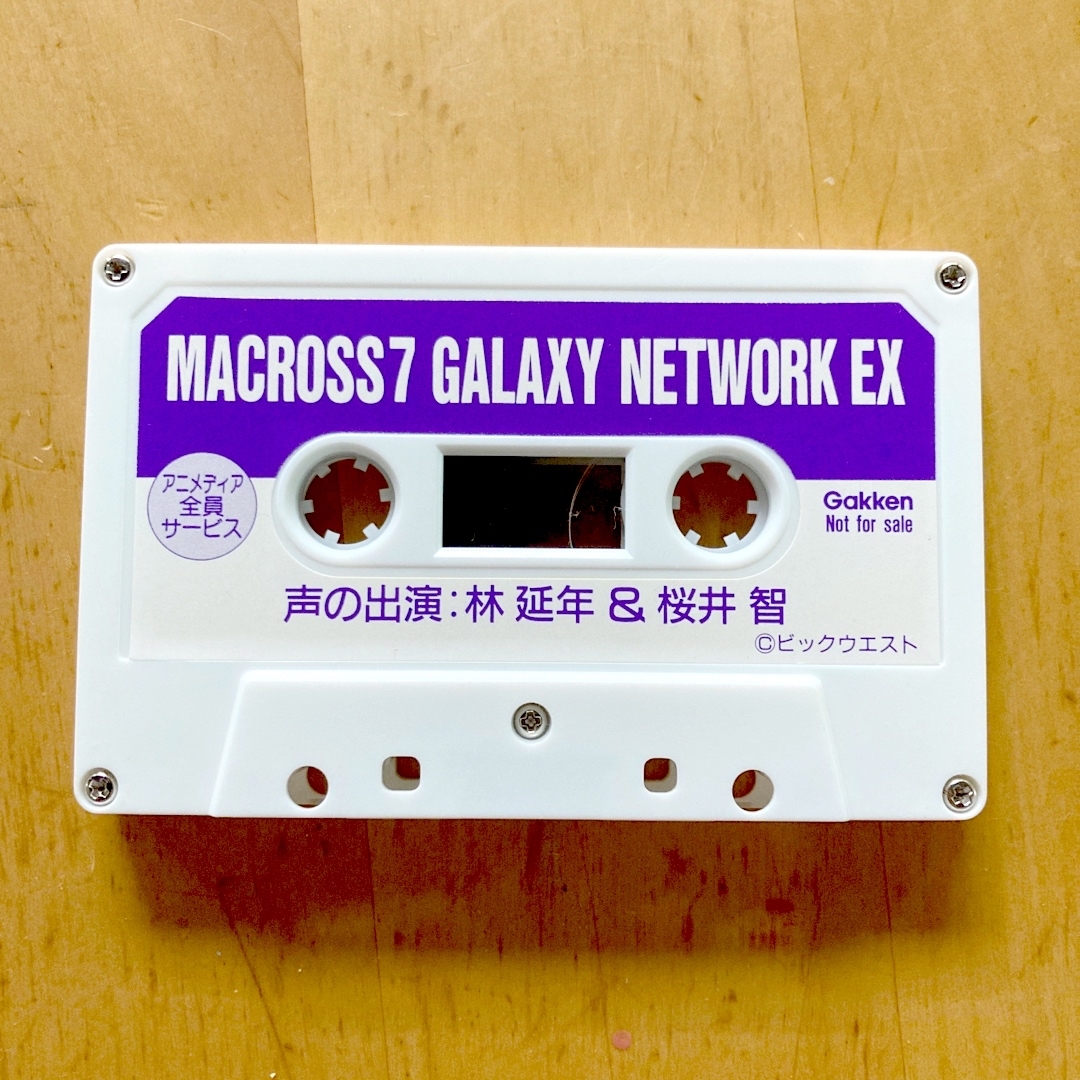 MACROSS7 GALAXY NETWORK EX
アニメディア
全員
サービス
Gakken
Not for sale
声の出演:林 延年 & 桜井 智
©ビックウエスト